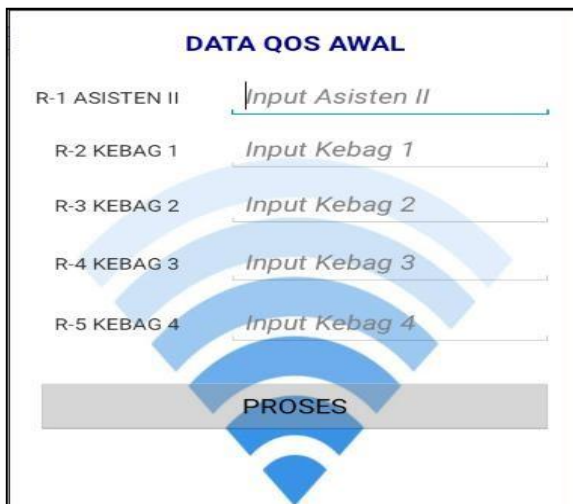 DATA QOS AWAL
R-1 ASISTEN II Input Asisten II
R-2 KEBAG 1 Input Kebag 1
R-3 KEBAG 2 Input Kebag 2
R-4 KEBAG 3 Input Kebag 3
R-5 KEBAG 4 Input Kebag 4
PROSES